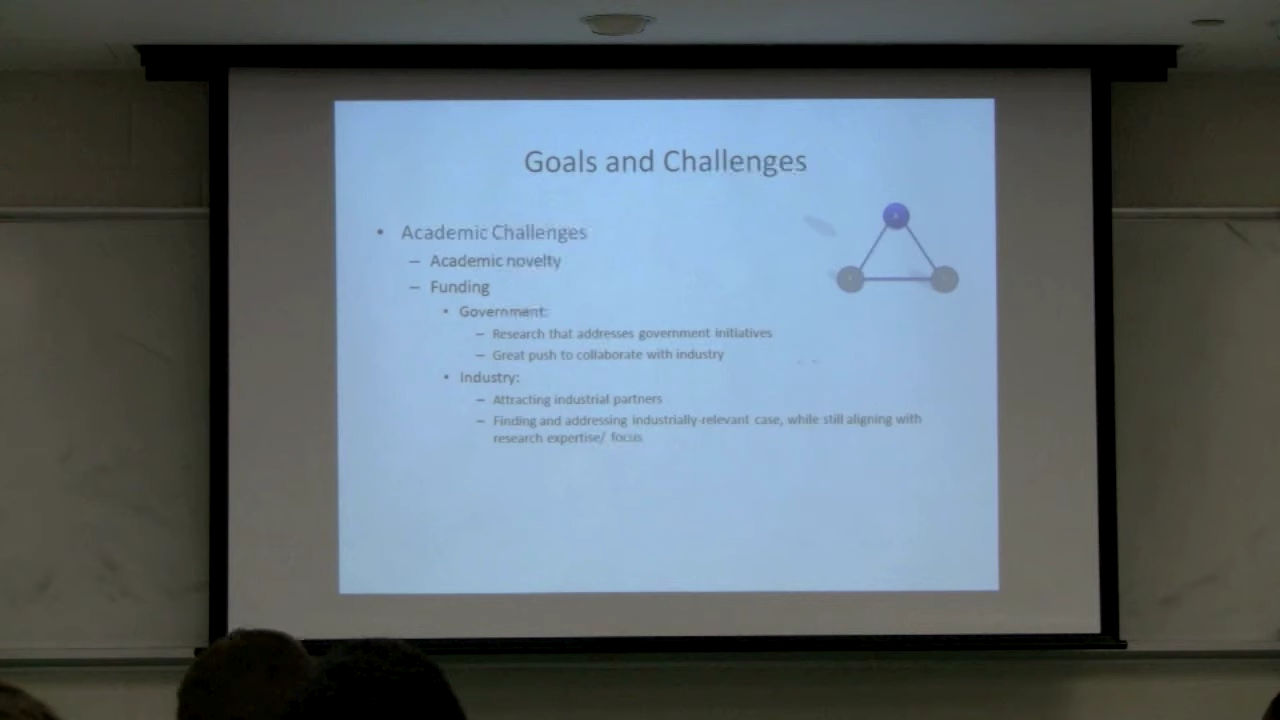 Goals and Challenges
• Academic Challenges
– Academic novelty
– Funding
• Government:
– Research that addresses government initiatives
– Great push to collaborate with industry
• Industry:
– Attracting industrial partners
– Finding and addressing industrially-relevant case, while still aligning with
research expertise/ focus